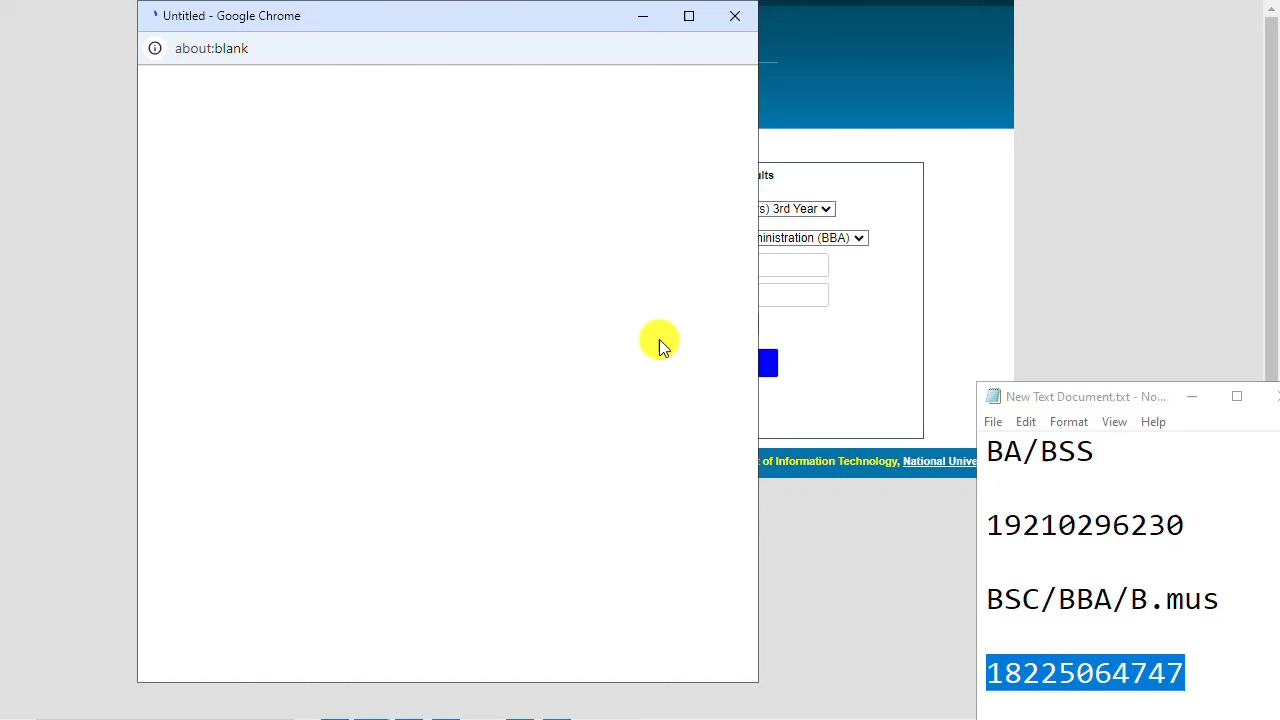 Untitled - Google Chrome
about:blank
ults
s) 3rd Year
ministration (BBA)
t of Information Technology, National Unive
New Text Document.txt - No...
File Edit Format View Help
BA/BSS
19210296230
BSC/BBA/B.mus
18225064747